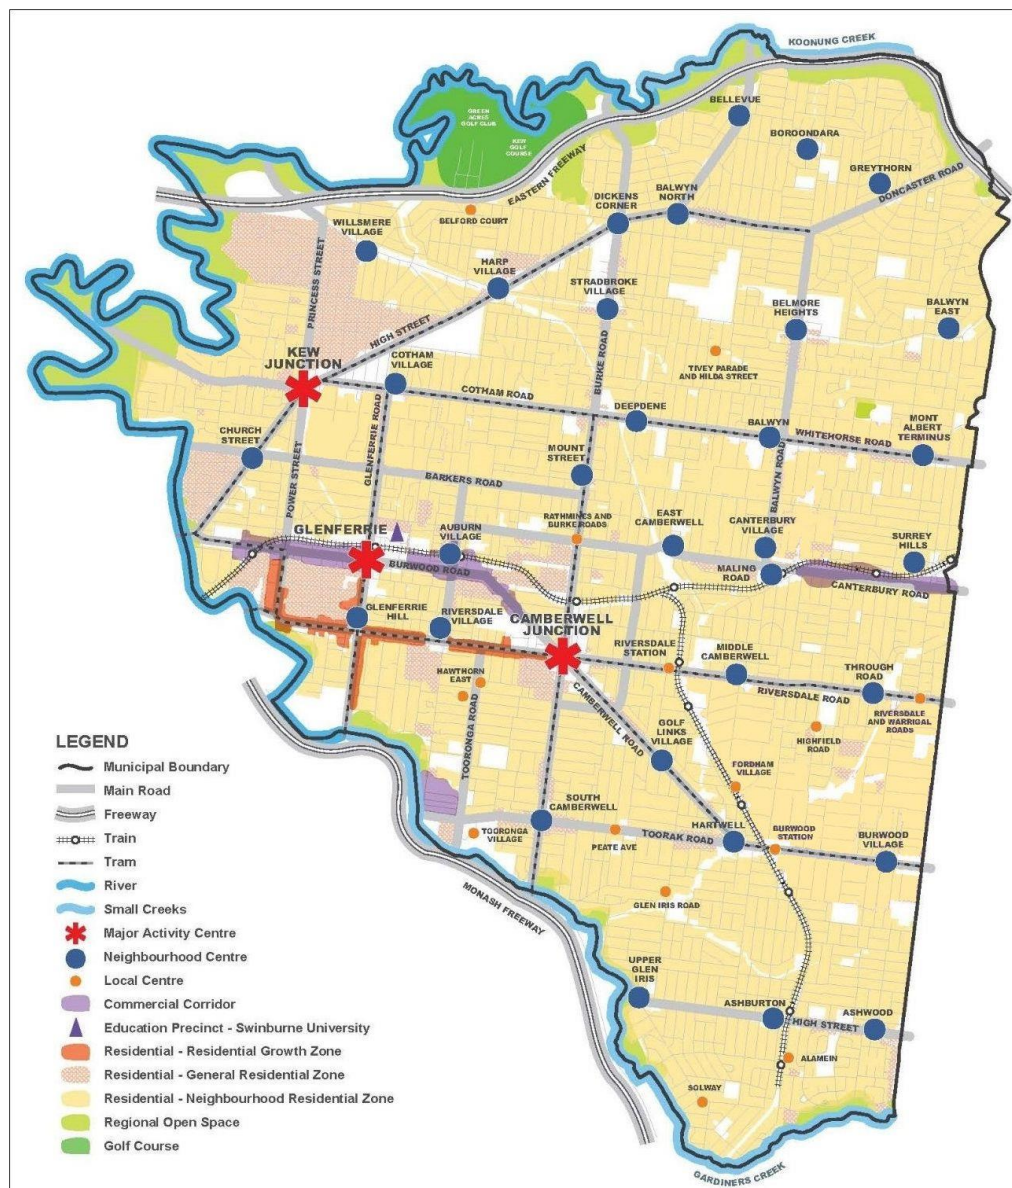 KOONUNG CREEK
BELLEVUE
GREEN
ACRES
GOLF CLUB
KEW
GOLF
COURSE
BOROONDARA
EASTERN FREEWAY
GREYTHORN
DONCASTER ROAD
DICKENS
CORNER
BALWYN
NORTH
BELFORD COURT
WILLSMERE
VILLAGE
PRINCESS STREET
HARP
VILLAGE
STRADBROKE
VILLAGE
BELMORE
HEIGHTS
BALWYN
EAST
HIGH STREET
BURKE ROAD
KEW
JUNCTION
COTHAM
VILLAGE
TIVEY PARADE
AND HILDA STREET
COTHAM ROAD
GLENFERRIE ROAD
DEEPDENE
BALWYN
WHITEHORSE ROAD
MONT
ALBERT
TERMINUS
CHURCH
STREET
POWER STREET
MOUNT
STREET
BALWYN ROAD
BARKERS ROAD
RATHMINES AND
BURKE ROADS
EAST
CAMBERWELL
CANTERBURY
VILLAGE
GLENFERRIE
AUBURN
VILLAGE
SURREY
HILLS
BURWOOD ROAD
MALING
ROAD
CANTERBURY ROAD
GLENFERRIE
HILL
RIVERSDALE
VILLAGE
CAMBERWELL
JUNCTION
RIVERSDALE
STATION
MIDDLE
CAMBERWELL
THROUGH
ROAD
HAWTHORN
EAST
RIVERSDALE ROAD
CAMBERWELL ROAD
TOORONGA ROAD
RIVERSDALE
AND WARRIGAL
ROADS
GOLF
LINKS
VILLAGE
HIGHFIELD
ROAD
FORDHAM
VILLAGE
SOUTH
CAMBERWELL
TOORONGA
VILLAGE
PEATE AVE
TOORAK ROAD
HARTWELL
BURWOOD
STATION
BURWOOD
VILLAGE
MONASH FREEWAY
GLEN IRIS ROAD
UPPER
GLEN
IRIS
ASHBURTON
HIGH STREET
ASHWOOD
ALAMEIN
SOLWAY
GARDINERS CREEK
LEGEND
Municipal Boundary
Main Road
Freeway
Train
Tram
River
Small Creeks
Major Activity Centre
Neighbourhood Centre
Local Centre
Commercial Corridor
Education Precinct - Swinburne University
Residential - Residential Growth Zone
Residential - General Residential Zone
Residential - Neighbourhood Residential Zone
Regional Open Space
Golf Course